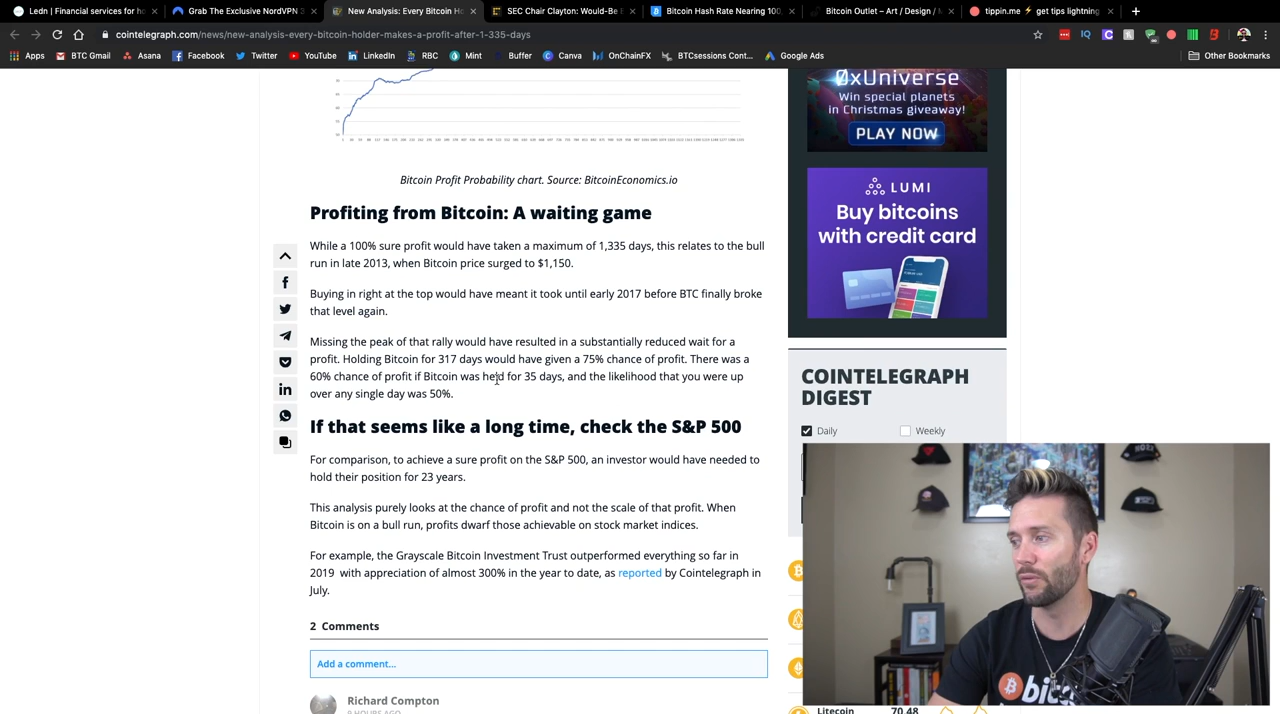 Ledn | Financial services for ho
Grab The Exclusive NordVPN 3
New Analysis: Every Bitcoin Ho
SEC Chair Clayton: Would-Be E
Bitcoin Hash Rate Nearing 100
Bitcoin Outlet – Art / Design / M
tippin.me ⚡ get tips lightning
cointelegraph.com/news/new-analysis-every-bitcoin-holder-makes-a-profit-after-1-335-days
Apps
BTC Gmail
Asana
Facebook
Twitter
YouTube
LinkedIn
RBC
Mint
Buffer
Canva
OnChainFX
BTCsessions Cont...
Google Ads
Other Bookmarks
Bitcoin Profit Probability chart. Source: BitcoinEconomics.io
Profiting from Bitcoin: A waiting game
While a 100% sure profit would have taken a maximum of 1,335 days, this relates to the bull
run in late 2013, when Bitcoin price surged to $1,150.
Buying in right at the top would have meant it took until early 2017 before BTC finally broke
that level again.
Missing the peak of that rally would have resulted in a substantially reduced wait for a
profit. Holding Bitcoin for 317 days would have given a 75% chance of profit. There was a
60% chance of profit if Bitcoin was held for 35 days, and the likelihood that you were up
over any single day was 50%.
If that seems like a long time, check the S&P 500
For comparison, to achieve a sure profit on the S&P 500, an investor would have needed to
hold their position for 23 years.
This analysis purely looks at the chance of profit and not the scale of that profit. When
Bitcoin is on a bull run, profits dwarf those achievable on stock market indices.
For example, the Grayscale Bitcoin Investment Trust outperformed everything so far in
2019 with appreciation of almost 300% in the year to date, as reported by Cointelegraph in
July.
2 Comments
Add a comment...
Richard Compton
9 HOURS AGO
0xUniverse
Win special planets
in Christmas giveaway!
PLAY NOW
LUMI
Buy bitcoins
with credit card
COINTELEGRAPH
DIGEST
Daily
Weekly
Litecoin 70.48